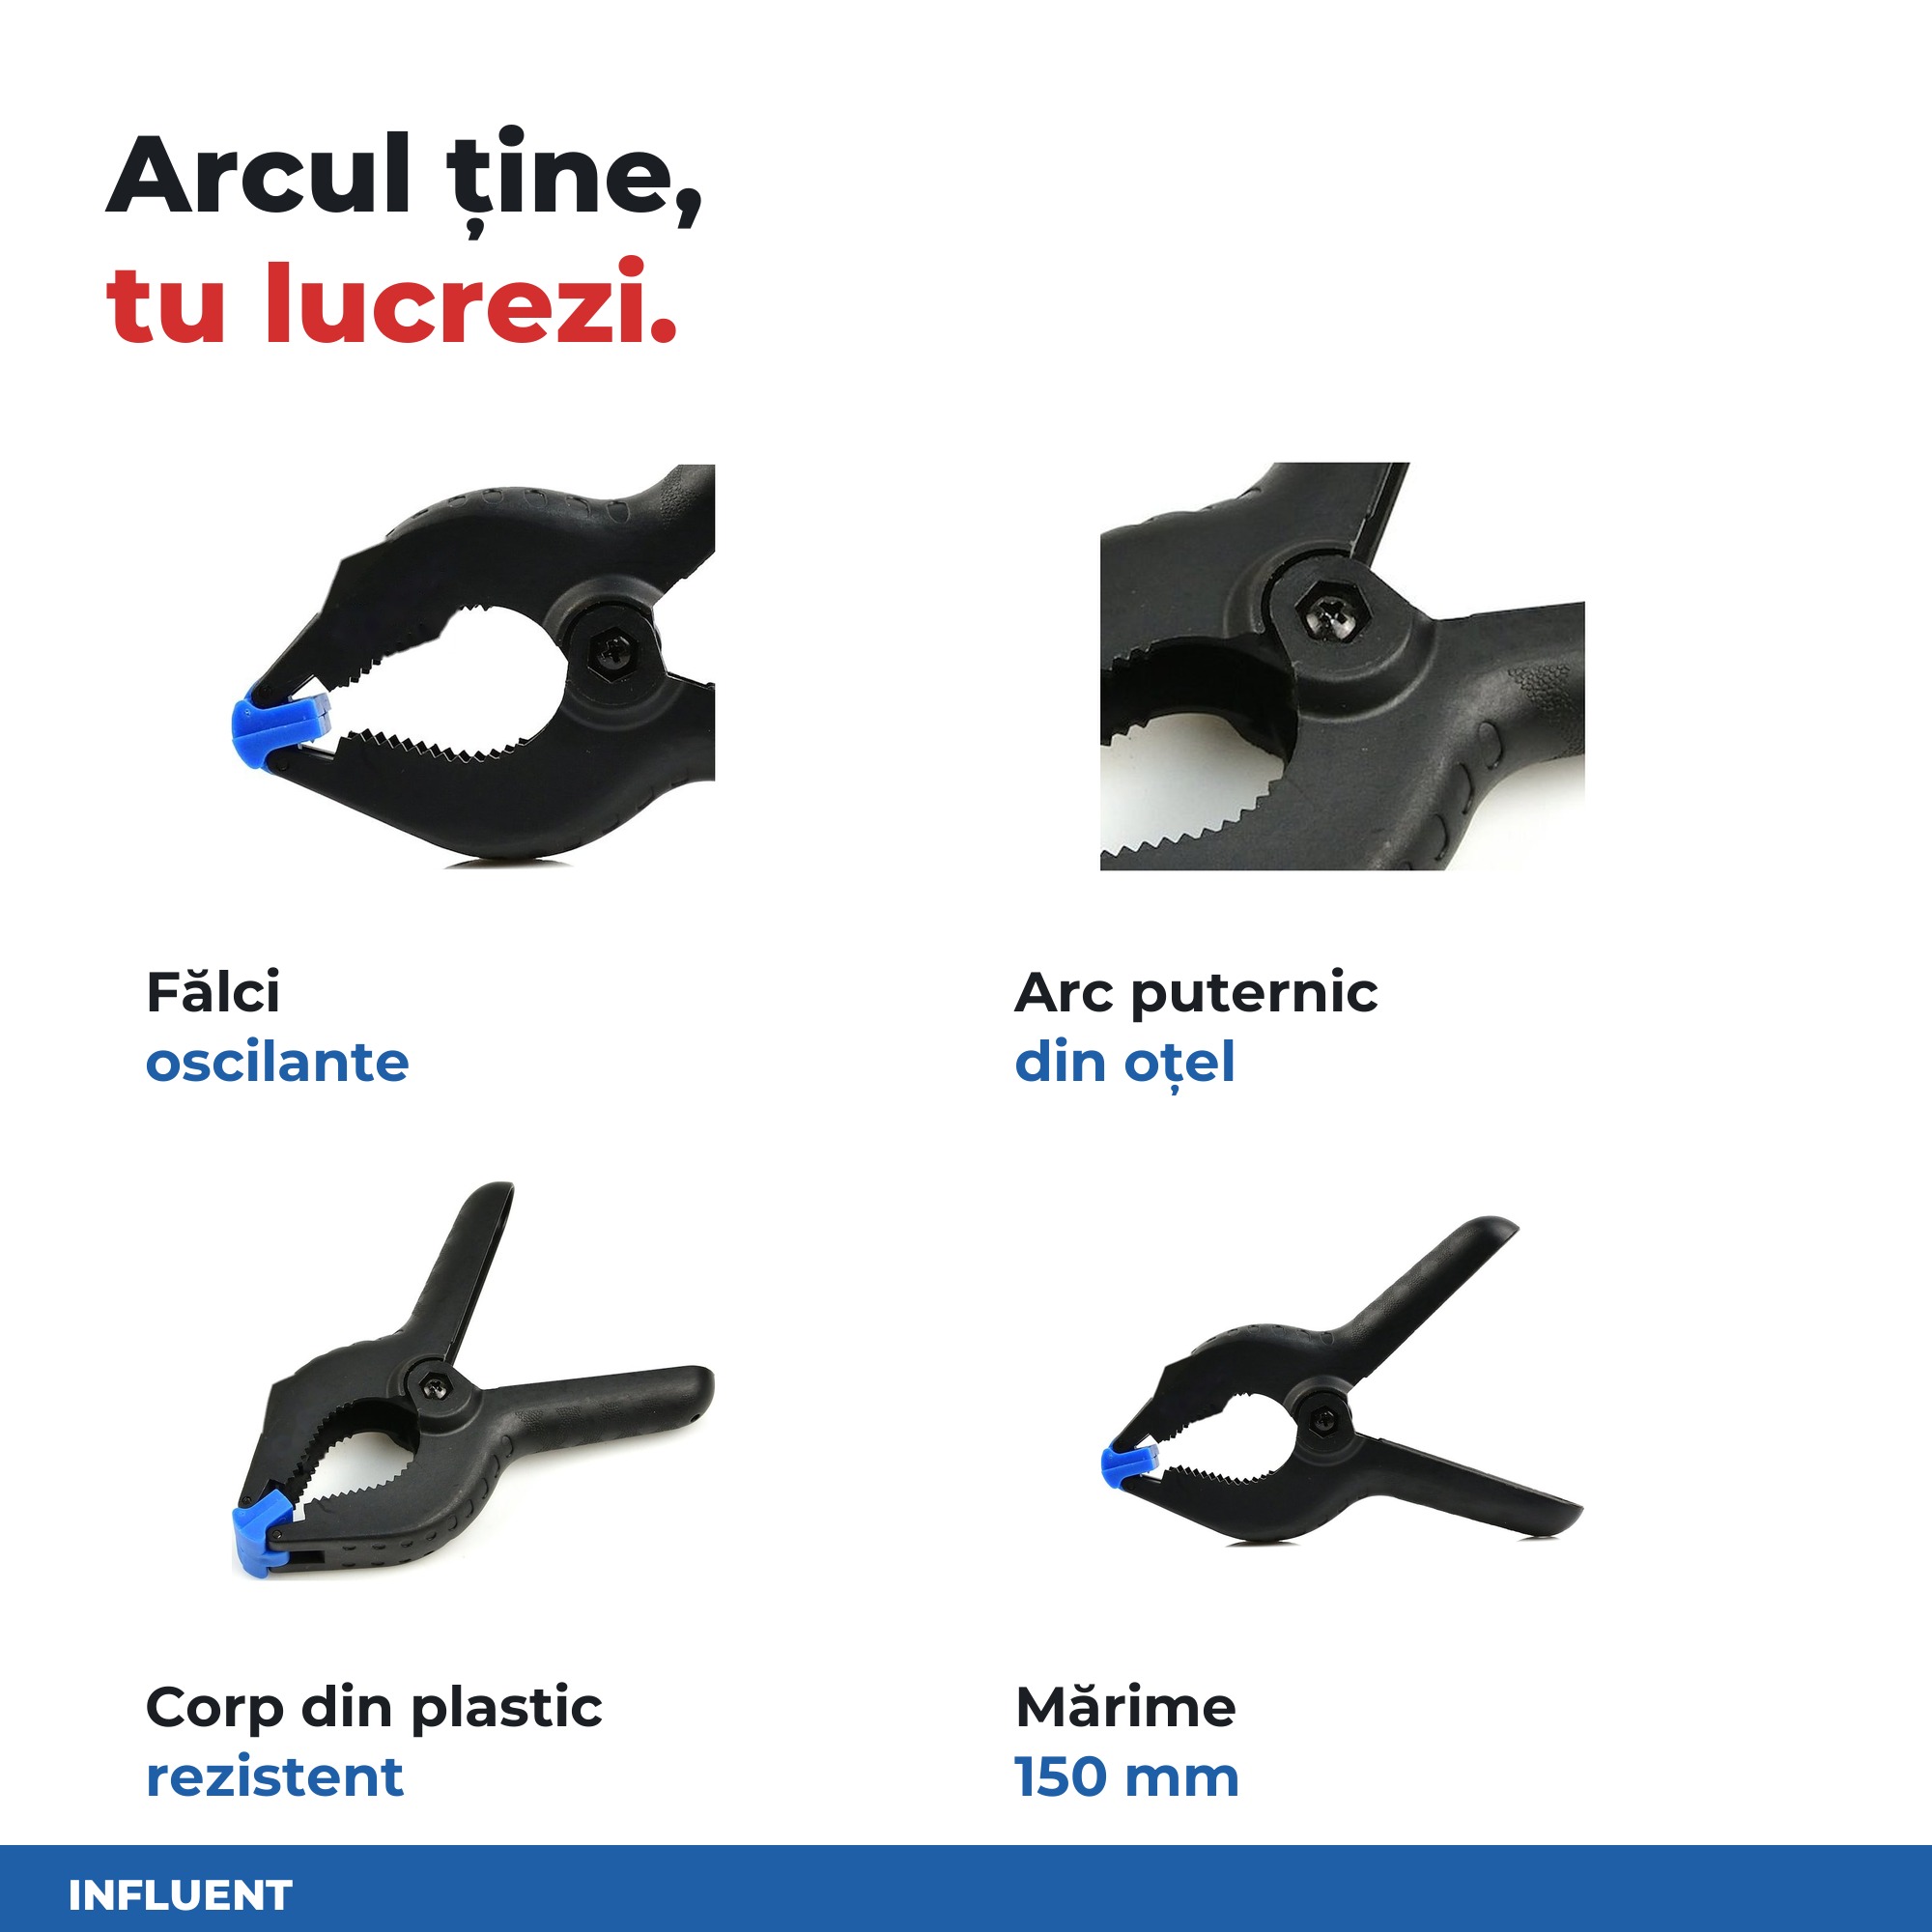 Arcul ține,
tu lucrezi.
Fălci
oscilante
Arc puternic
din oțel
Corp din plastic
rezistent
Mărime
150 mm
INFLUENT